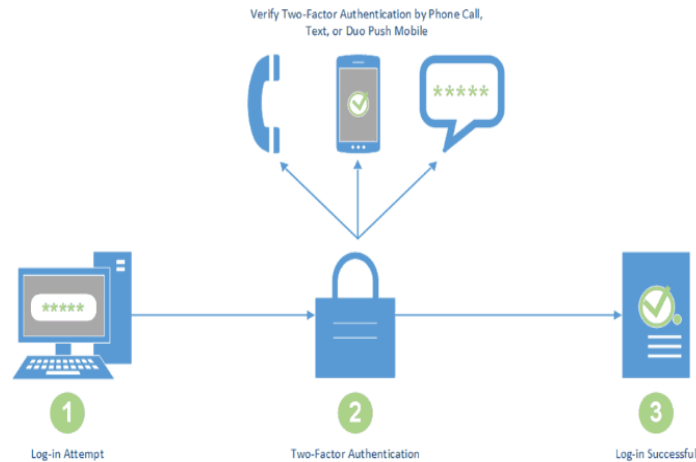 Verify Two-Factor Authentication by Phone Call,
Text, or Duo Push Mobile
*****
*****
1
2
3
Log-in Attempt
Two-Factor Authentication
Log-in Successful